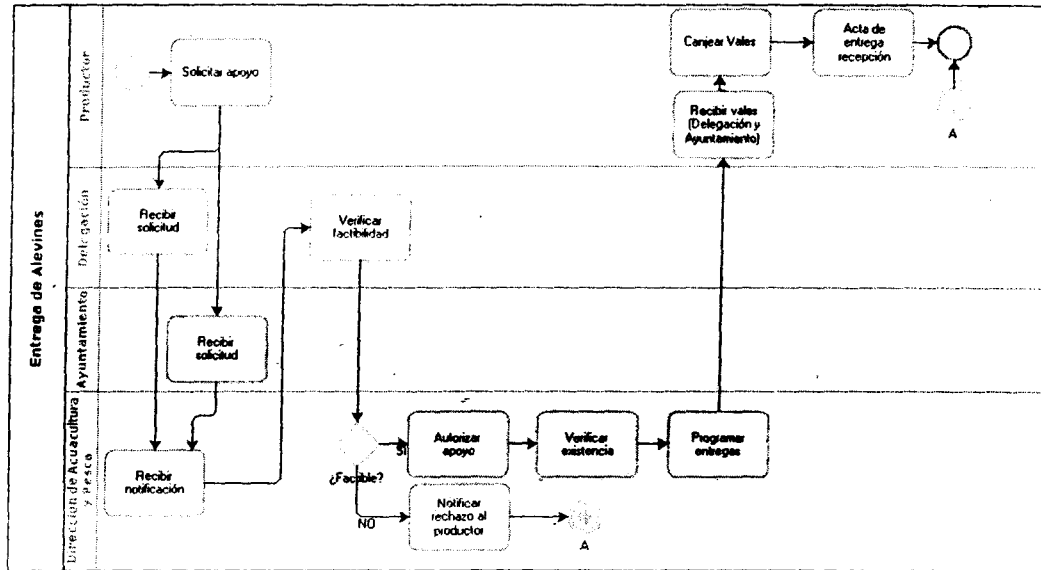 Entrega de Alevines
Productor
Solicitar apoyo
Canjear Vales
Acta de
entrega
recepción
Recibir vales
(Delegación y
Ayuntamiento)
A
Delegación
Recibir
solicitud
Verificar
factibilidad
Ayuntamiento
Recibir
solicitud
Dirección de Acuacultura
y Pesca
Recibir
notificación
¿Factible?
SI
Autorizar
apoyo
Verificar
existencia
Programar
entregas
NO
Notificar
rechazo al
productor
A